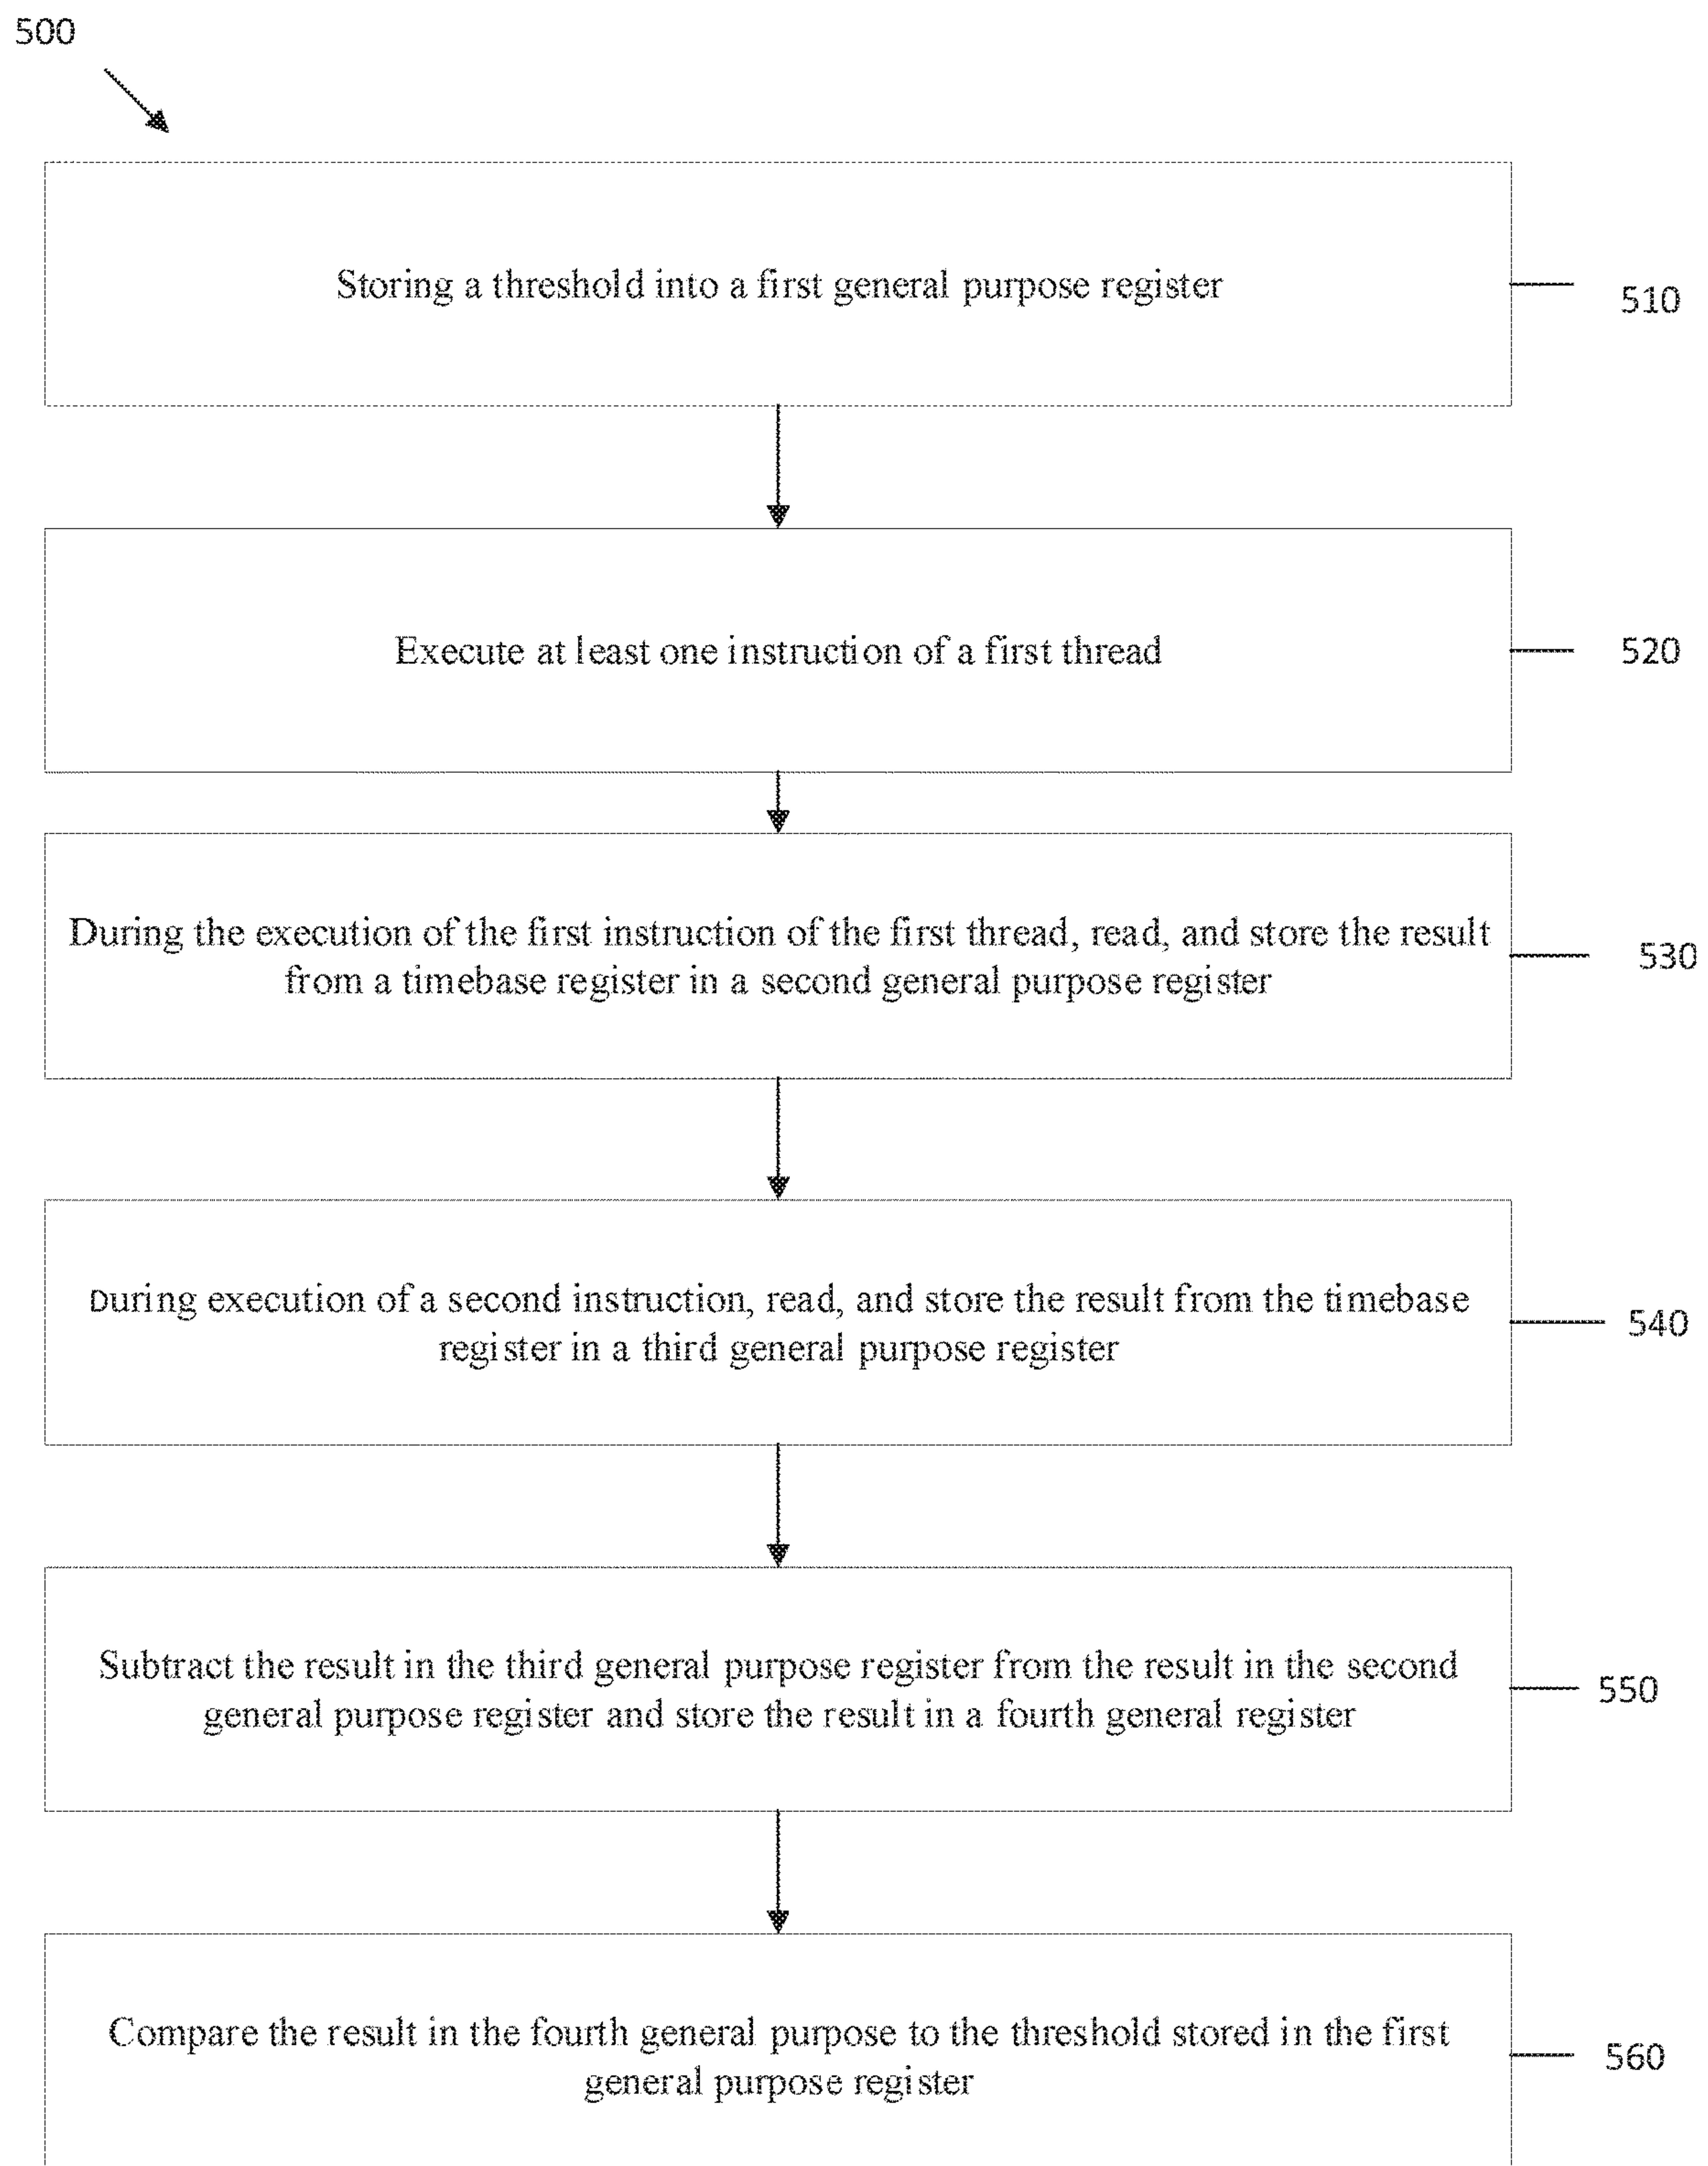 500
Storing a threshold into a first general purpose register
510
Execute at least one instruction of a first thread
520
During the execution of the first instruction of the first thread, read, and store the result
from a timebase register in a second general purpose register
530
During execution of a second instruction, read, and store the result from the timebase
register in a third general purpose register
540
Subtract the result in the third general purpose register from the result in the second
general purpose register and store the result in a fourth general register
550
Compare the result in the fourth general purpose to the threshold stored in the first
general purpose register
560